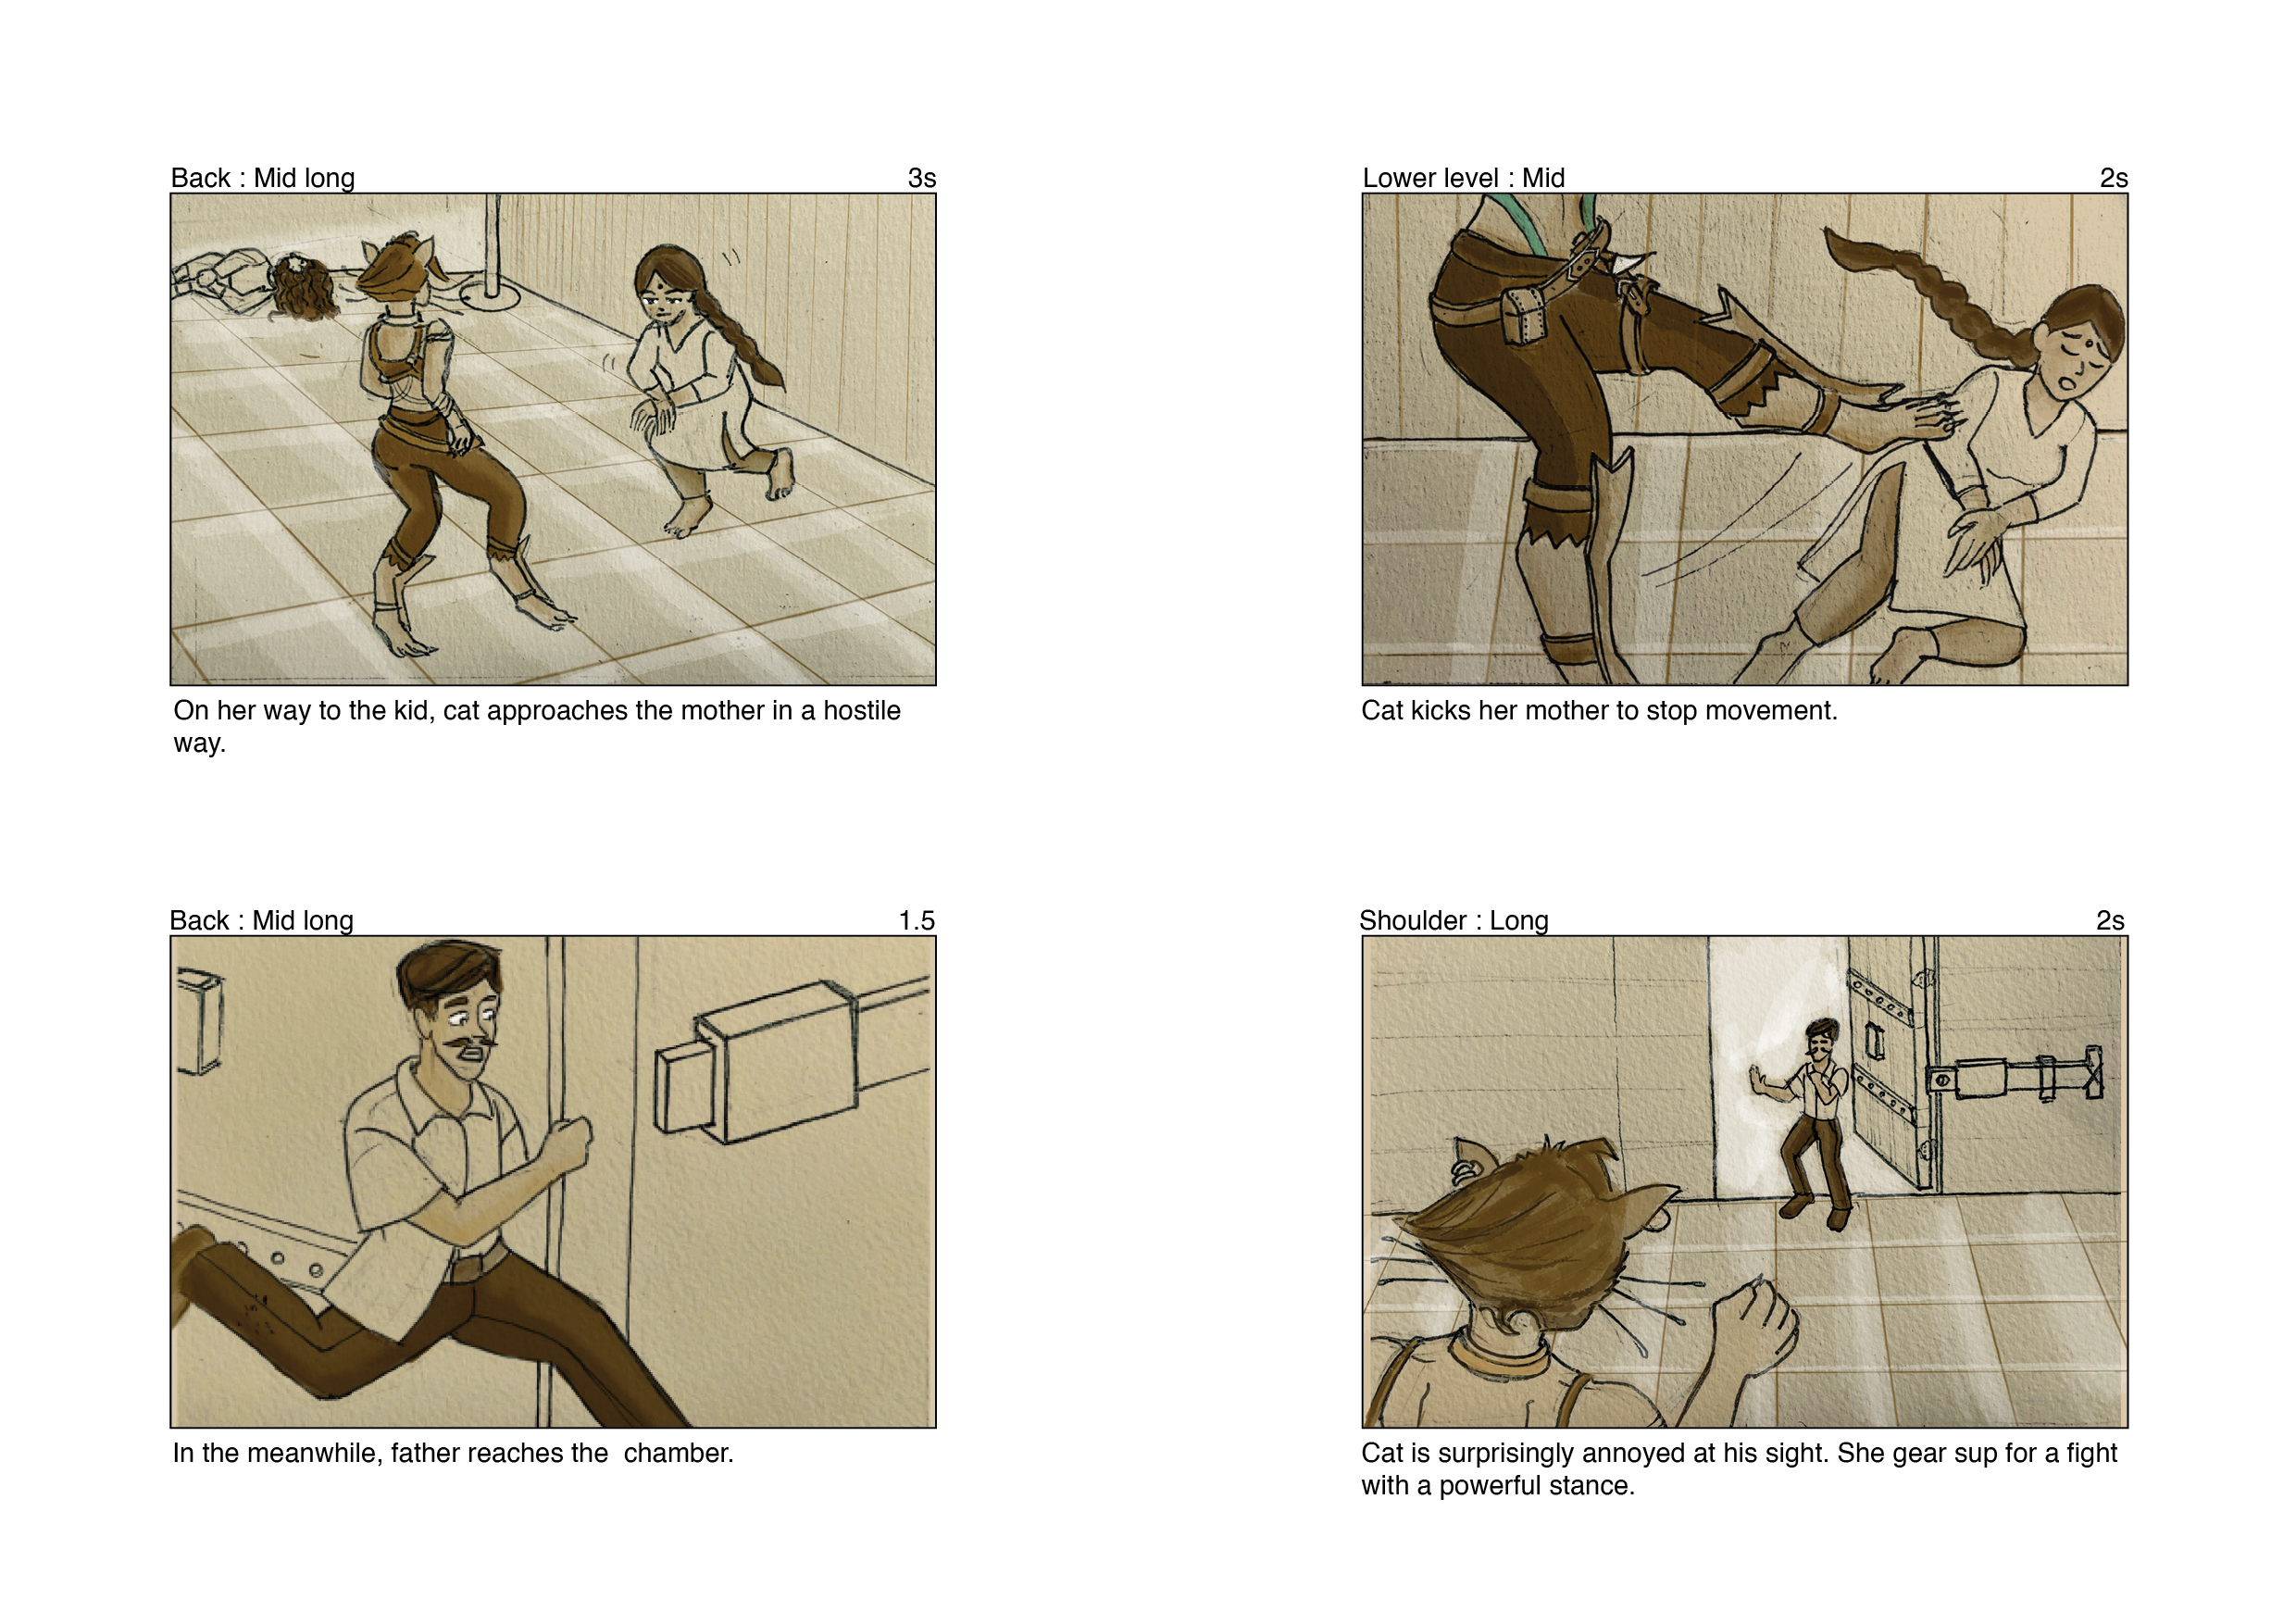 Back : Mid long 3s
On her way to the kid, cat approaches the mother in a hostile
way.
Lower level : Mid 2s
Cat kicks her mother to stop movement.
Back : Mid long 1.5
In the meanwhile, father reaches the  chamber.
Shoulder : Long 2s
Cat is surprisingly annoyed at his sight. She gear sup for a fight
with a powerful stance.